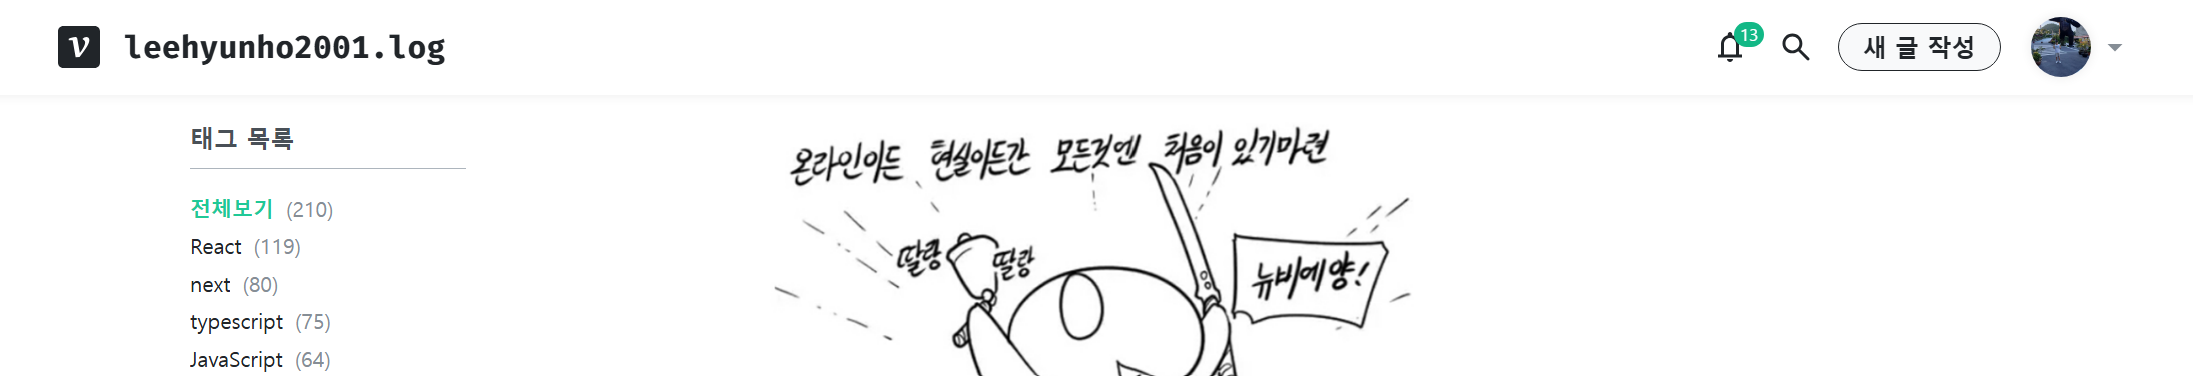 v leehyunho2001.log
13
새 글 작성
태그 목록
전체보기 (210)
React (119)
next (80)
typescript (75)
JavaScript (64)
온라인이든 현실이든간 모든것엔 처음이 있기마련
딸랑
딸랑
뉴비에양!